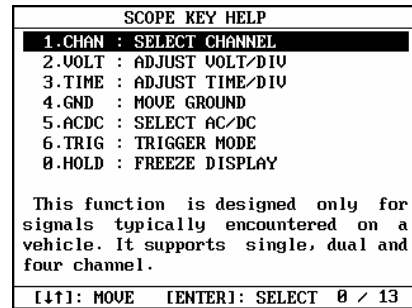 SCOPE KEY HELP
1.CHAN : SELECT CHANNEL
2.VOLT : ADJUST VOLT/DIV
3.TIME : ADJUST TIME/DIV
4.GND : MOVE GROUND
5.ACDC : SELECT AC/DC
6.TRIG : TRIGGER MODE
0.HOLD : FREEZE DISPLAY
This function is designed only for
signals typically encountered on a
vehicle. It supports single, dual and
four channel.
[↓↑]: MOVE [ENTER]: SELECT 0 / 13